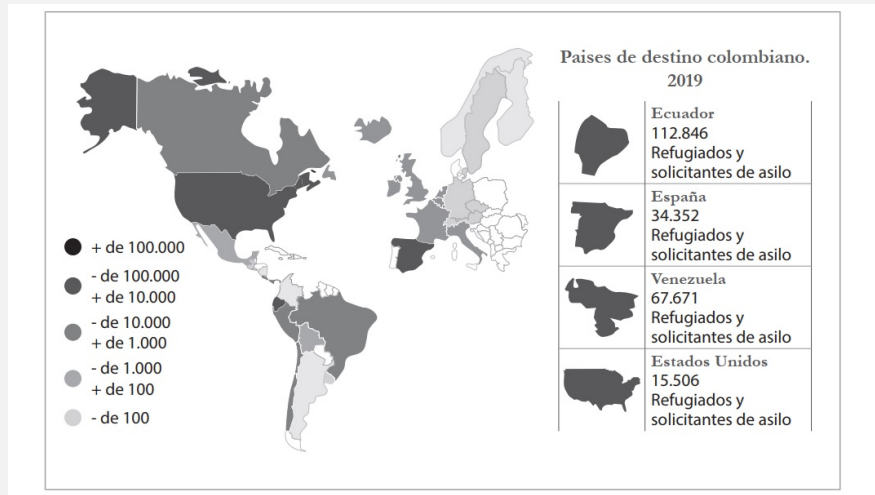 Paises de destino colombiano.
2019
Ecuador
112.846
Refugiados y
solicitantes de asilo
España
34.352
Refugiados y
solicitantes de asilo
Venezuela
67.671
Refugiados y
solicitantes de asilo
Estados Unidos
15.506
Refugiados y
solicitantes de asilo
+ de 100.000
- de 100.000
+ de 10.000
- de 10.000
+ de 1.000
- de 1.000
+ de 100
- de 100